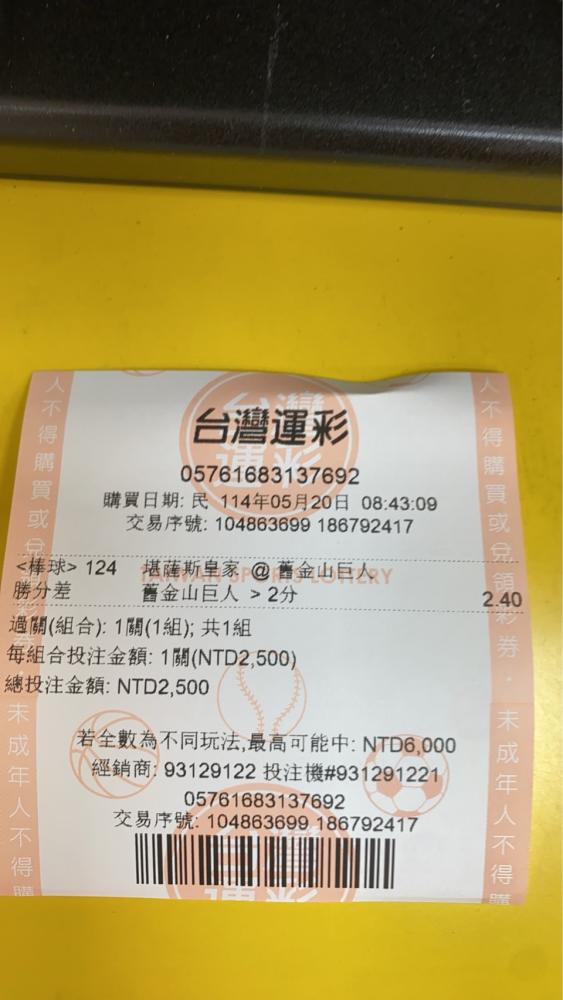 台灣運彩
05761683137692
購買日期: 民 114年05月20日 08:43:09
交易序號: 104863699 186792417
TAIWAN SPORTS LOTTERY
<棒球> 124 堪薩斯皇家 @ 舊金山巨人
勝分差 舊金山巨人 > 2分 2.40
過關(組合): 1關(1組); 共1組
每組合投注金額: 1關(NTD2,500)
總投注金額: NTD2,500
若全數為不同玩法,最高可能中: NTD6,000
經銷商: 93129122 投注機#931291221
05761683137692
交易序號: 104863699 186792417
人不得購買或兌領彩券・未成年人不得購
人不得購買或兌領彩券・未成年人不得購